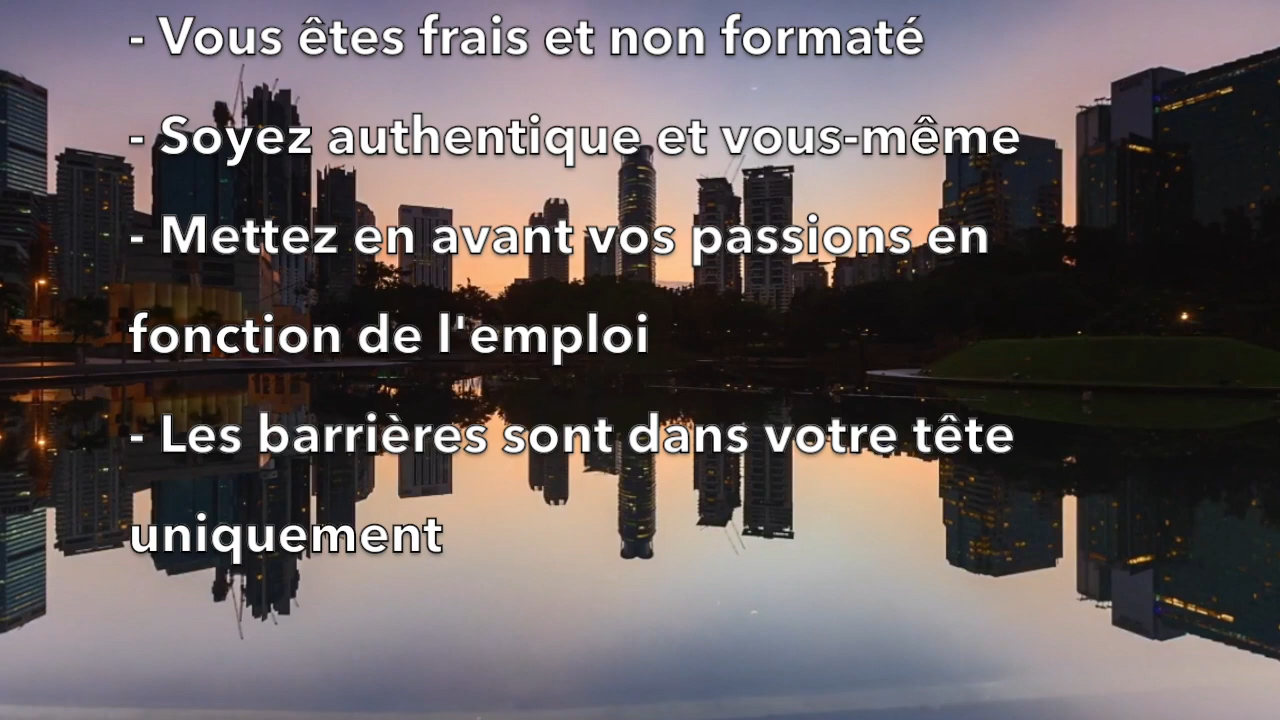 - Vous êtes frais et non formaté
- Soyez authentique et vous-même
- Mettez en avant vos passions en
fonction de l'emploi
- Les barrières sont dans votre tête
uniquement